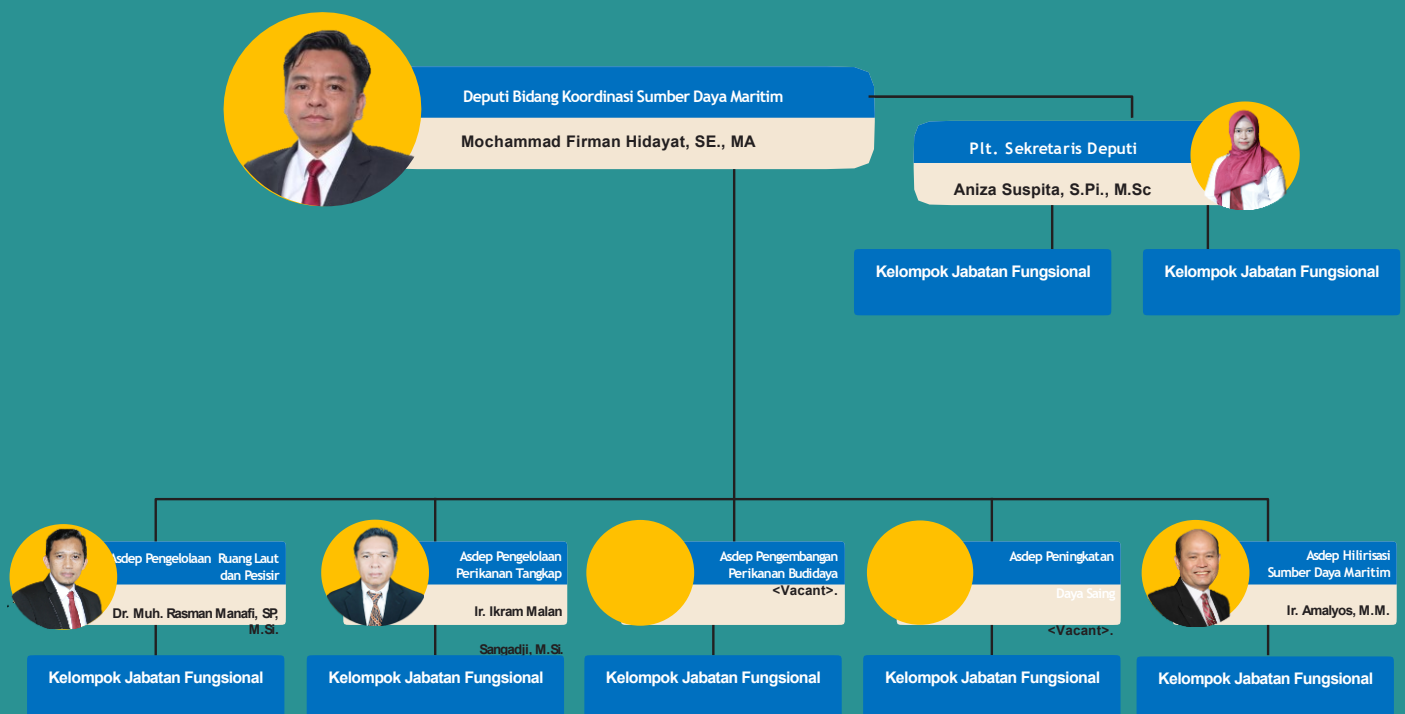 Deputi Bidang Koordinasi Sumber Daya Maritim
Mochammad Firman Hidayat, SE., MA
Plt. Sekretaris Deputi
Aniza Suspita, S.Pi., M.Sc
Kelompok Jabatan Fungsional
Kelompok Jabatan Fungsional
Asdep Pengelolaan Ruang Laut
dan Pesisir
Dr. Muh. Rasman Manafi, SP,
M.Si.
Asdep Pengelolaan
Perikanan Tangkap
Ir. Ikram Malan
Sangadji, M.Si.
Asdep Pengembangan
Perikanan Budidaya
<Vacant>.
Asdep Peningkatan
Daya Saing
<Vacant>.
Asdep Hilirisasi
Sumber Daya Maritim
Ir. Amalyos, M.M.
Kelompok Jabatan Fungsional
Kelompok Jabatan Fungsional
Kelompok Jabatan Fungsional
Kelompok Jabatan Fungsional
Kelompok Jabatan Fungsional